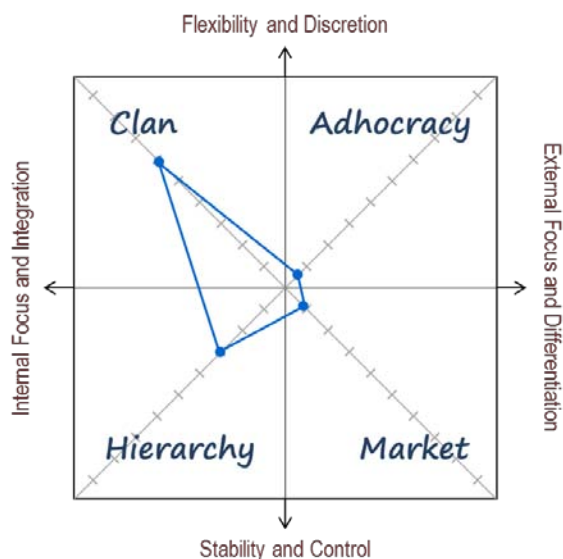 Flexibility and Discretion
Clan
Adhocracy
Internal Focus and Integration
External Focus and Differentiation
Hierarchy
Market
Stability and Control